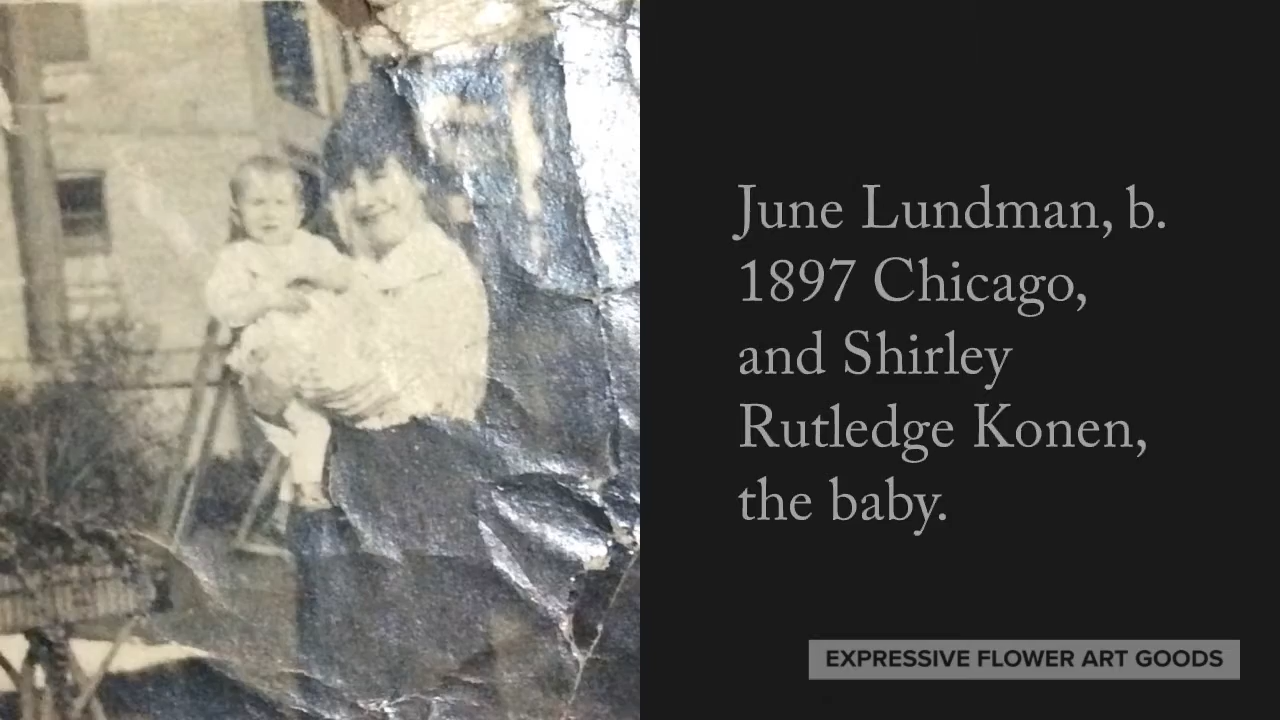 June Lundman, b.
1897 Chicago,
and Shirley
Rutledge Konen,
the baby.
EXPRESSIVE FLOWER ART GOODS